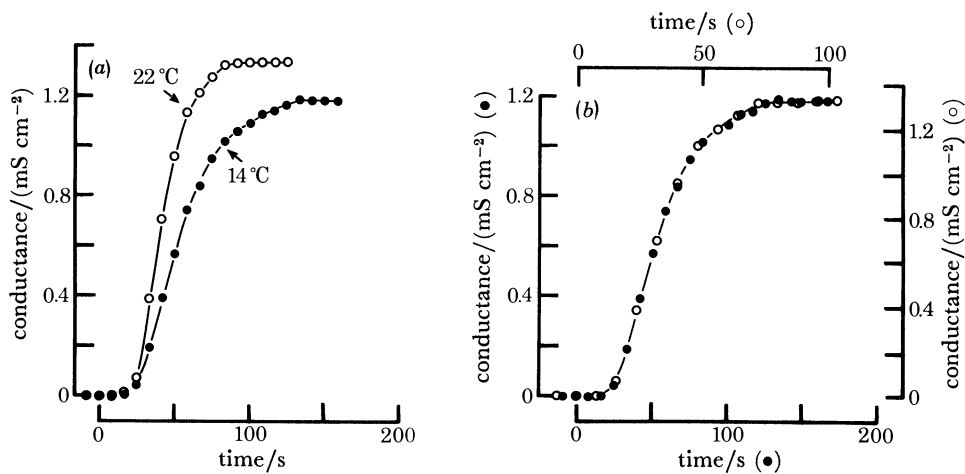 (a)
22 °C
14 °C
conductance/(mS cm⁻²)
1.2
0.8
0.4
0
0 100 200
time/s
time/s (○)
0 50 100
(b)
conductance/(mS cm⁻²) (●)
1.2
0.8
0.4
0
conductance/(mS cm⁻²) (○)
1.2
0.8
0.4
0
0 100 200
time/s (●)